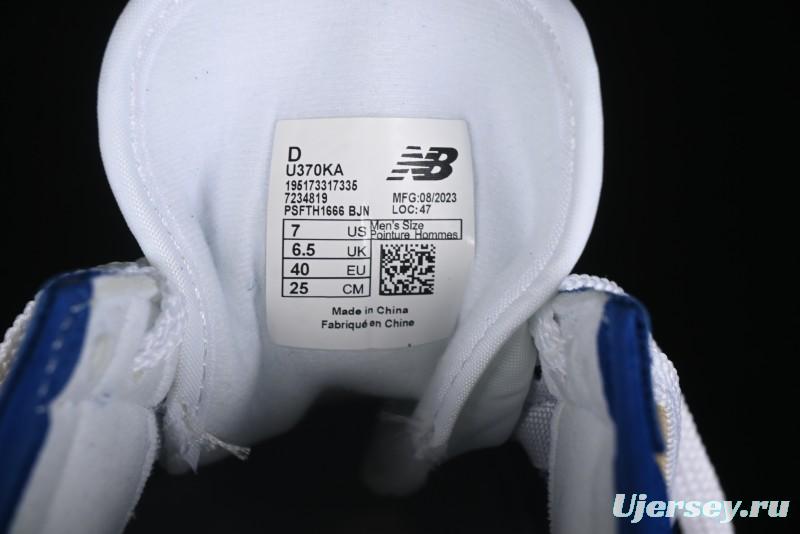 D
U370KA
195173317335
7234819
PSFTH1666 BJN
NB
MFG:08/2023
LOC:47
7 US Men's Size
Pointure Hommes
6.5 UK
40 EU
25 CM
Made in China
Fabriqué en Chine
Ujersey.ru